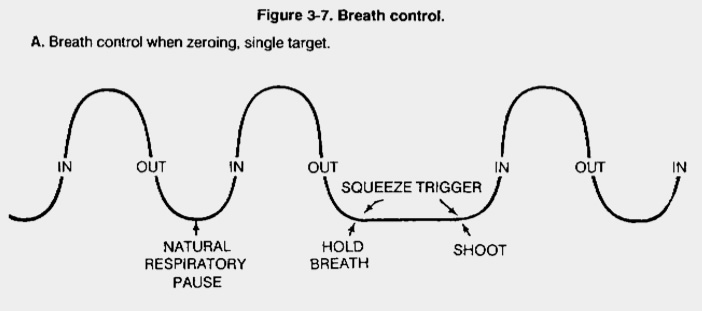 Figure 3-7. Breath control.
A. Breath control when zeroing, single target.
IN OUT IN OUT IN OUT IN
SQUEEZE TRIGGER
NATURAL
RESPIRATORY
PAUSE
HOLD
BREATH
SHOOT